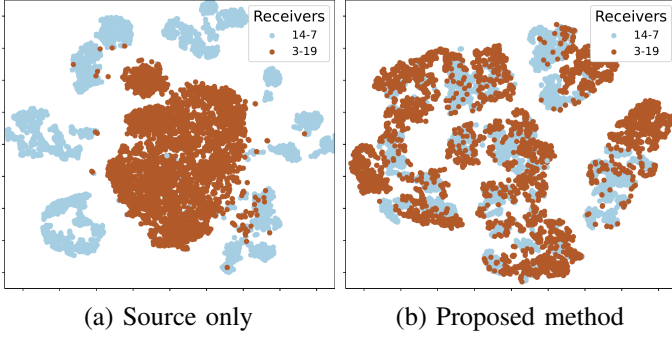 Receivers
14-7
3-19
Receivers
14-7
3-19
(a) Source only
(b) Proposed method